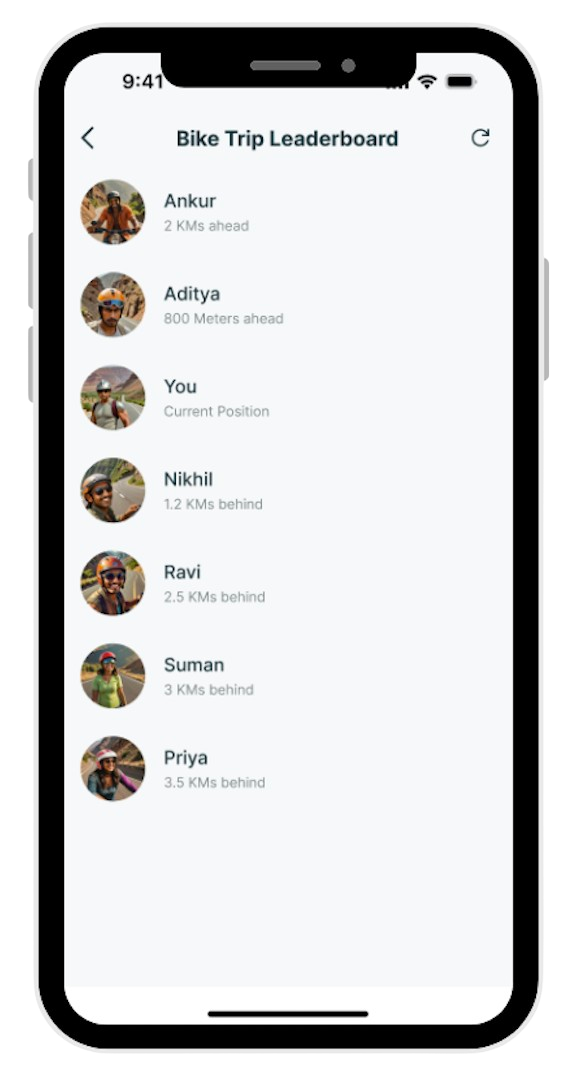 9:41
Bike Trip Leaderboard
Ankur
2 KMs ahead
Aditya
800 Meters ahead
You
Current Position
Nikhil
1.2 KMs behind
Ravi
2.5 KMs behind
Suman
3 KMs behind
Priya
3.5 KMs behind